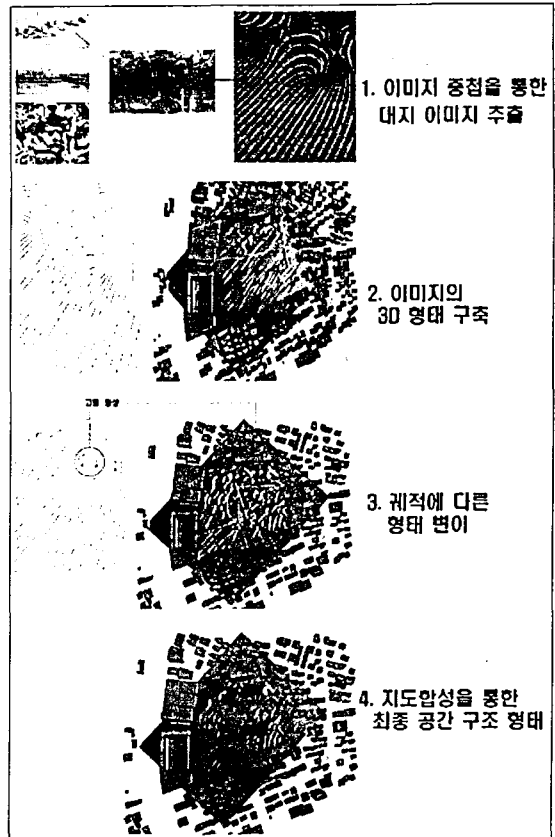 1. 이미지 중첩을 통한
대지 이미지 추출
2. 이미지의
3D 형태 구축
3. 궤적에 다른
형태 변이
4. 지도합성을 통한
최종 공간 구조 형태